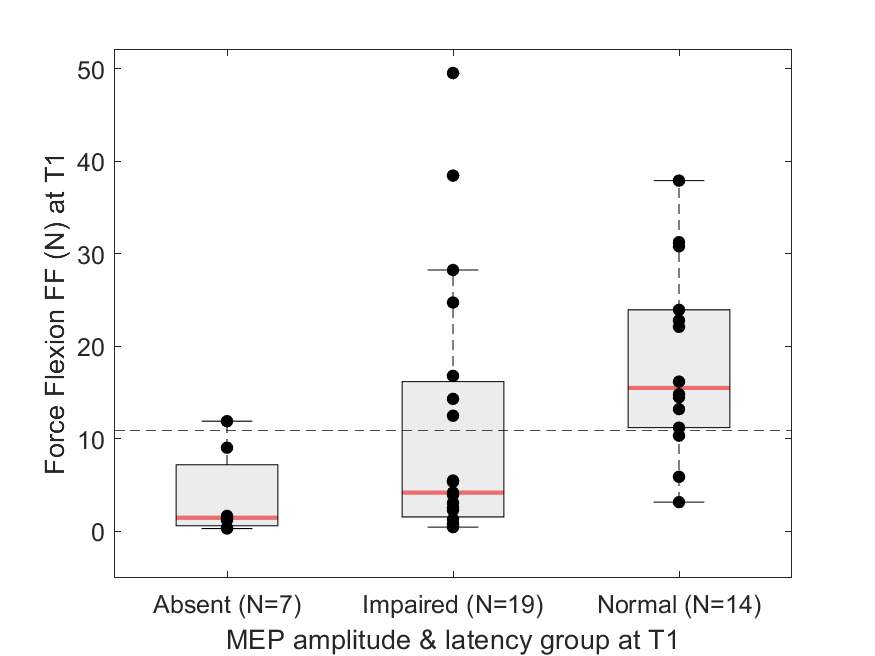 Force Flexion FF (N) at T1
50
40
30
20
10
0
Absent (N=7)
Impaired (N=19)
Normal (N=14)
MEP amplitude & latency group at T1